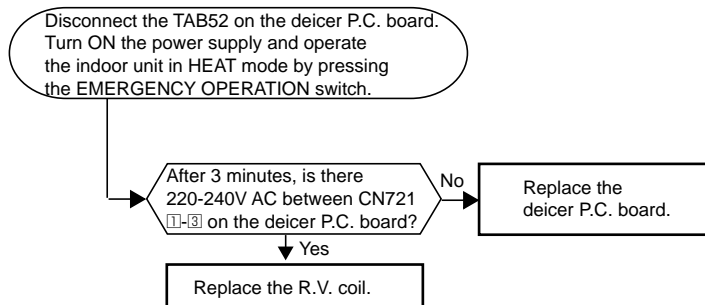 Disconnect the TAB52 on the deicer P.C. board.
Turn ON the power supply and operate
the indoor unit in HEAT mode by pressing
the EMERGENCY OPERATION switch.
After 3 minutes, is there
220-240V AC between CN721
1-3 on the deicer P.C. board?
No
Replace the
deicer P.C. board.
Yes
Replace the R.V. coil.